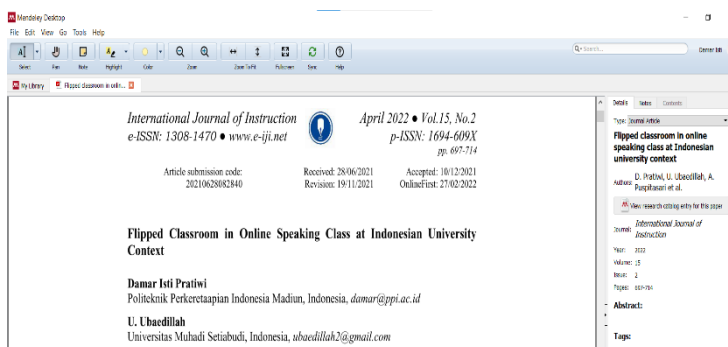 Mendeley Desktop
File Edit View Go Tools Help
Select Pan Note Highlight Color Zoom Zoom To Fit Fullscreen Sync Help
Search...
Damar Isti
My Library
Flipped classroom in onlin...
International Journal of Instruction April 2022 ● Vol.15, No.2
e-ISSN: 1308-1470 ● www.e-iji.net p-ISSN: 1694-609X
pp. 697-714
Article submission code: Received: 28/06/2021 Accepted: 10/12/2021
20210628082840 Revision: 19/11/2021 OnlineFirst: 27/02/2022
Flipped Classroom in Online Speaking Class at Indonesian University
Context
Damar Isti Pratiwi
Politeknik Perkeretaapian Indonesia Madiun, Indonesia, damar@ppi.ac.id
U. Ubaedillah
Universitas Muhadi Setiabudi, Indonesia, ubaedillah2@gmail.com
Details Notes Contents
Type: Journal Article
Flipped classroom in online
speaking class at Indonesian
university context
Authors: D. Pratiwi, U. Ubaedillah, A.
Puspitasari et al.
View research catalog entry for this paper
Journal: International Journal of
Instruction
Year: 2022
Volume: 15
Issue: 2
Pages: 697-714
Abstract:
Tags: